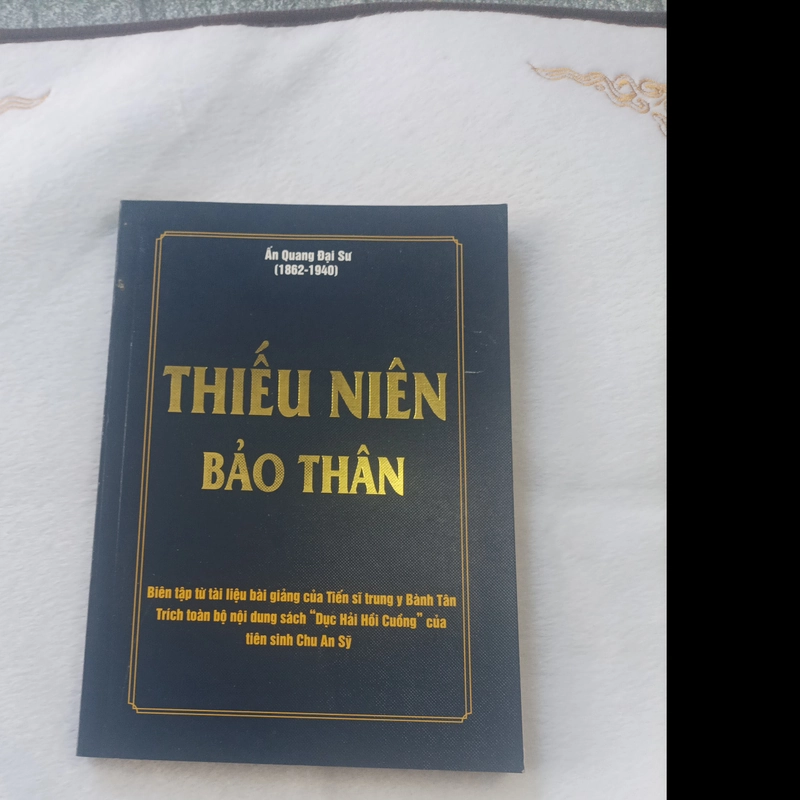 Ấn Quang Đại Sư
(1862-1940)
THIẾU NIÊN
BẢO THÂN
Biên tập từ tài liệu bài giảng của Tiến sĩ trung y Bành Tân
Trích toàn bộ nội dung sách “Dục Hải Hồi Cuồng” của
tiên sinh Chu An Sỹ